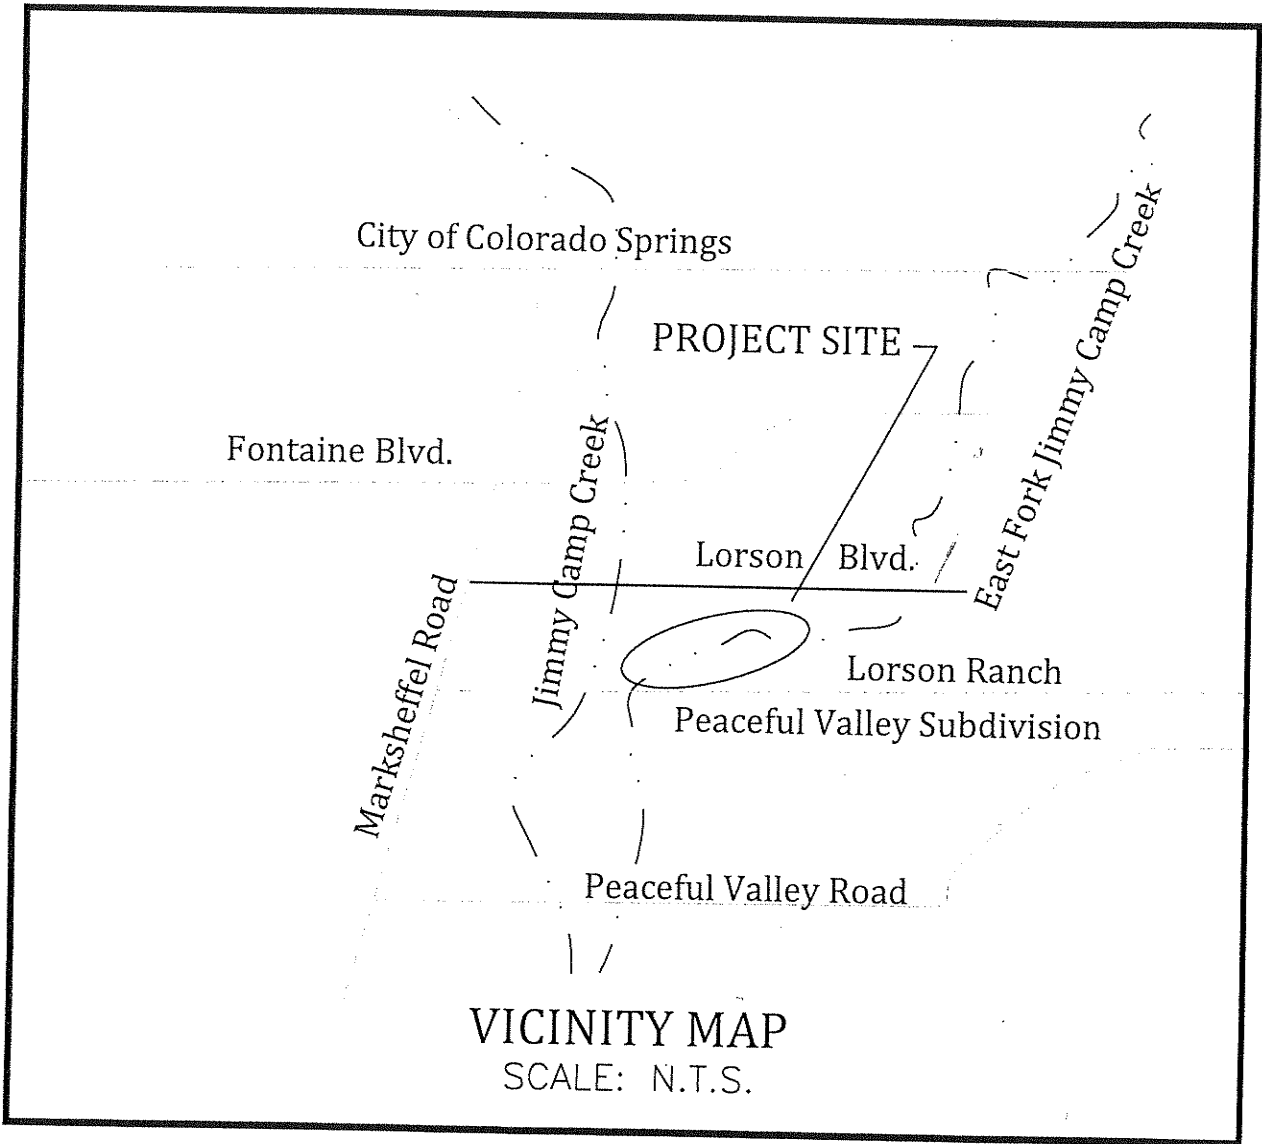 City of Colorado Springs
PROJECT SITE
East Fork Jimmy Camp Creek
Fontaine Blvd.
Jimmy Camp Creek
Lorson Blvd.
Marksheffel Road
Lorson Ranch
Peaceful Valley Subdivision
Peaceful Valley Road
VICINITY MAP
SCALE: N.T.S.